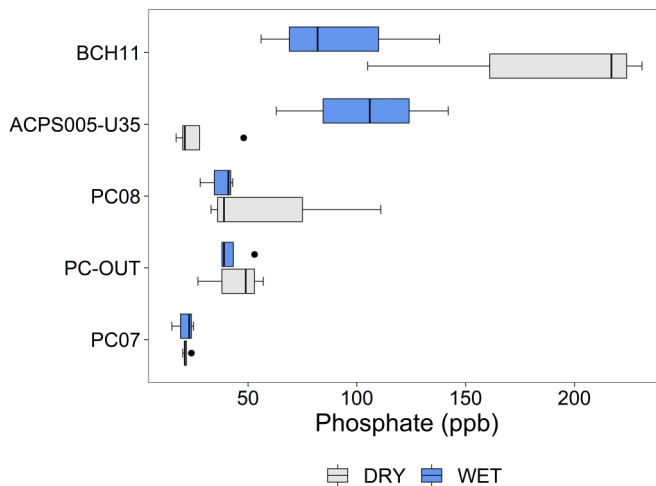 BCH11
ACPS005-U35
PC08
PC-OUT
PC07
50 100 150 200
Phosphate (ppb)
DRY WET